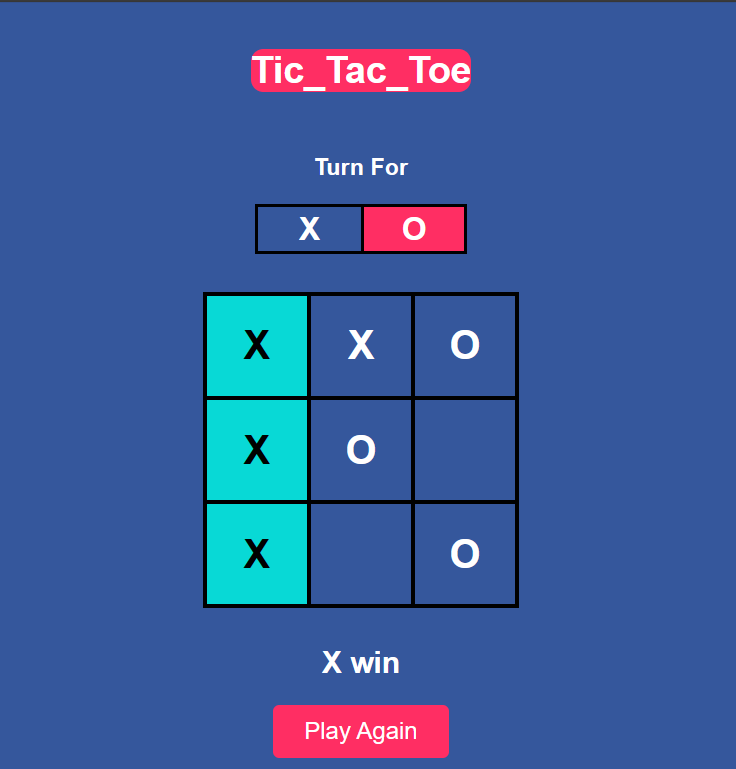 Tic_Tac_Toe
Turn For
X O
X X O
X O
X O
X win
Play Again